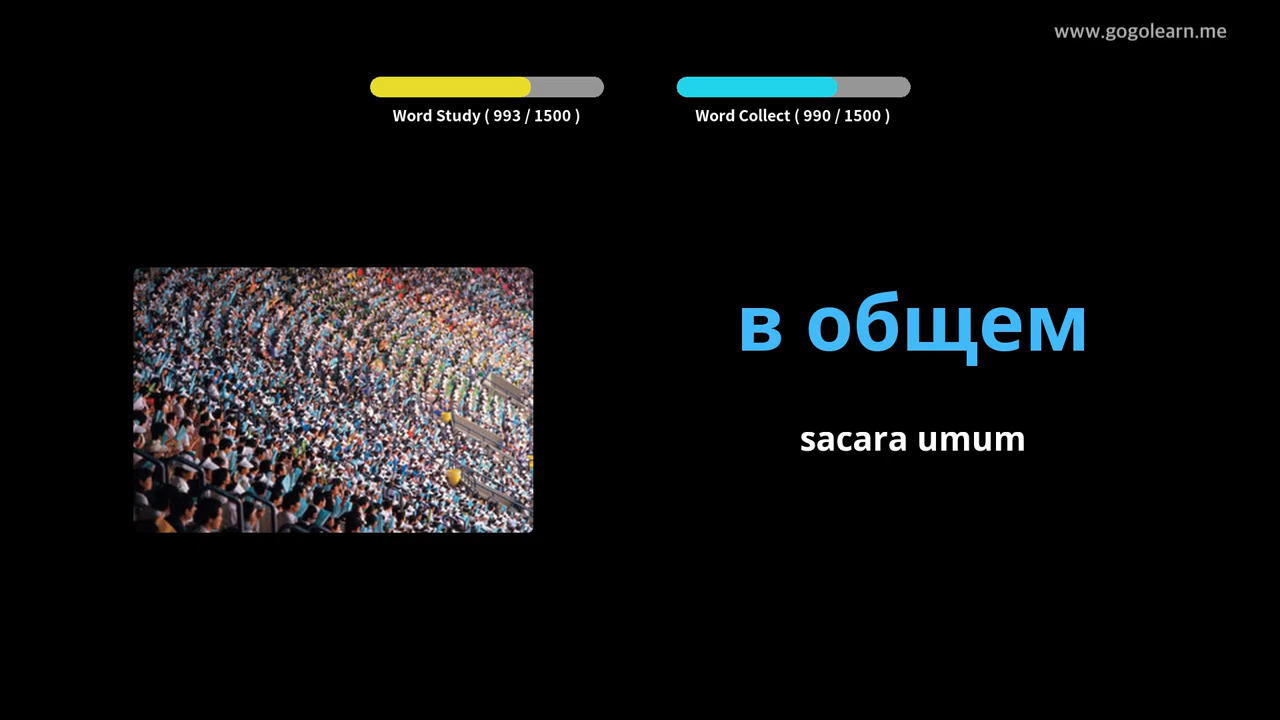 www.gogolearn.me
Word Study ( 993 / 1500 )
Word Collect ( 990 / 1500 )
в общем
sacara umum